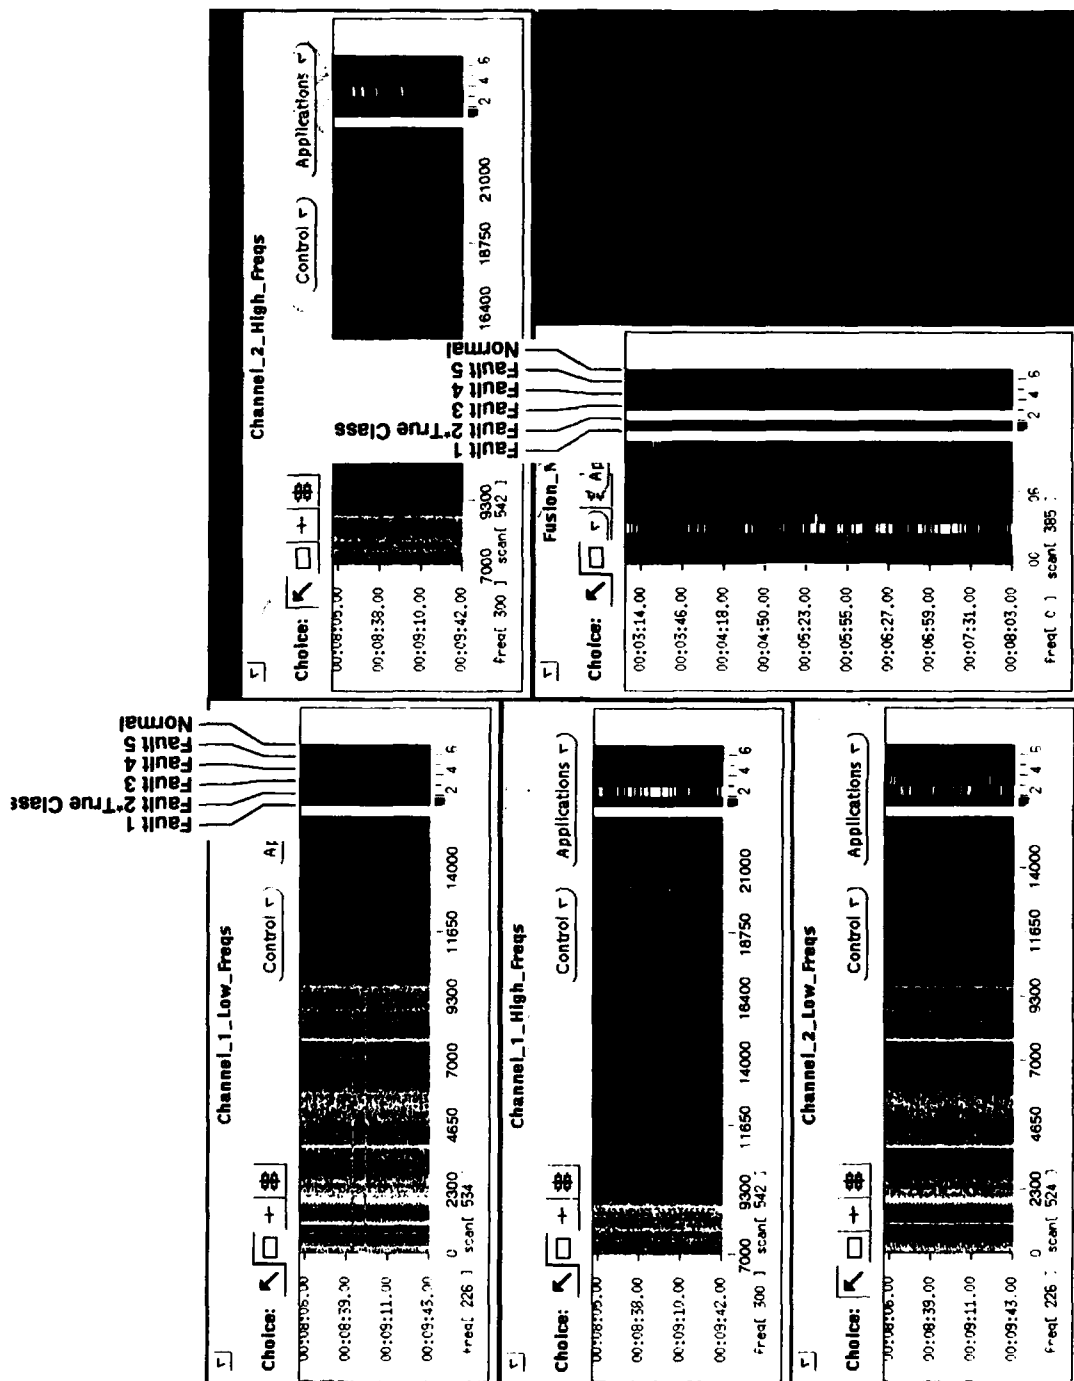 Channel_1_Low_Freqs
Control Ap
Choice:
00:08:06.00
00:08:39.00
00:09:11.00
00:09:43.00
0 2300 4650 7000 9300 11650 14000
2 4 6
freq[ 226 ] scan[ 534
Fault 1
Fault 2*True Class
Fault 3
Fault 4
Fault 5
Normal
Channel_1_High_Freqs
Choice:
Control Applications
00:08:05.00
00:08:38.00
00:09:10.00
00:09:42.00
7000 9300 11650 14000 16400 18750 21000
2 4 6
freq[ 300 ] scan[ 542 ]
Channel_2_Low_Freqs
Choice:
Control Applications
00:08:06.00
00:08:39.00
00:09:11.00
00:09:43.00
0 2300 4650 7000 9300 11650 14000
2 4 6
freq[ 226 ] scan[ 524 ]
Channel_2_High_Freqs
Choice:
Control Applications
00:08:05.00
00:08:38.00
00:09:10.00
00:09:42.00
7000 9300 16400 18750 21000
2 4 6
freq[ 300 ] scan[ 542 ]
Fault 1
Fault 2*True Class
Fault 3
Fault 4
Fault 5
Normal
Choice:
Ap
00:03:14.00
00:03:46.00
00:04:18.00
00:04:50.00
00:05:23.00
00:05:55.00
00:06:27.00
00:06:59.00
00:07:31.00
00:08:03.00
2 4 6
freq[ 0 ] scan[ 385 ]